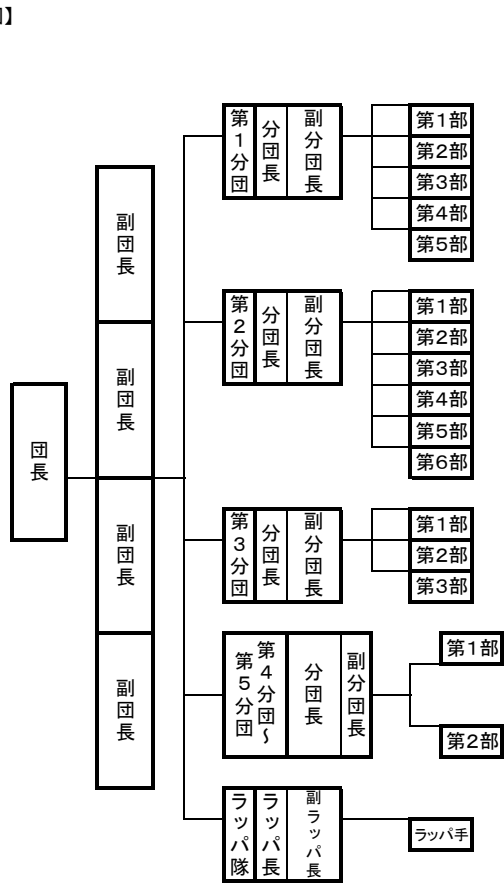 】
団長
副団長
副団長
副団長
副団長
第1分団
分団長
副分団長
第1部
第2部
第3部
第4部
第5部
第2分団
分団長
副分団長
第1部
第2部
第3部
第4部
第5部
第6部
第3分団
分団長
副分団長
第1部
第2部
第3部
第4分団～
第5分団
分団長
副分団長
第1部
第2部
ラッパ隊
ラッパ長
副ラッパ長
ラッパ手